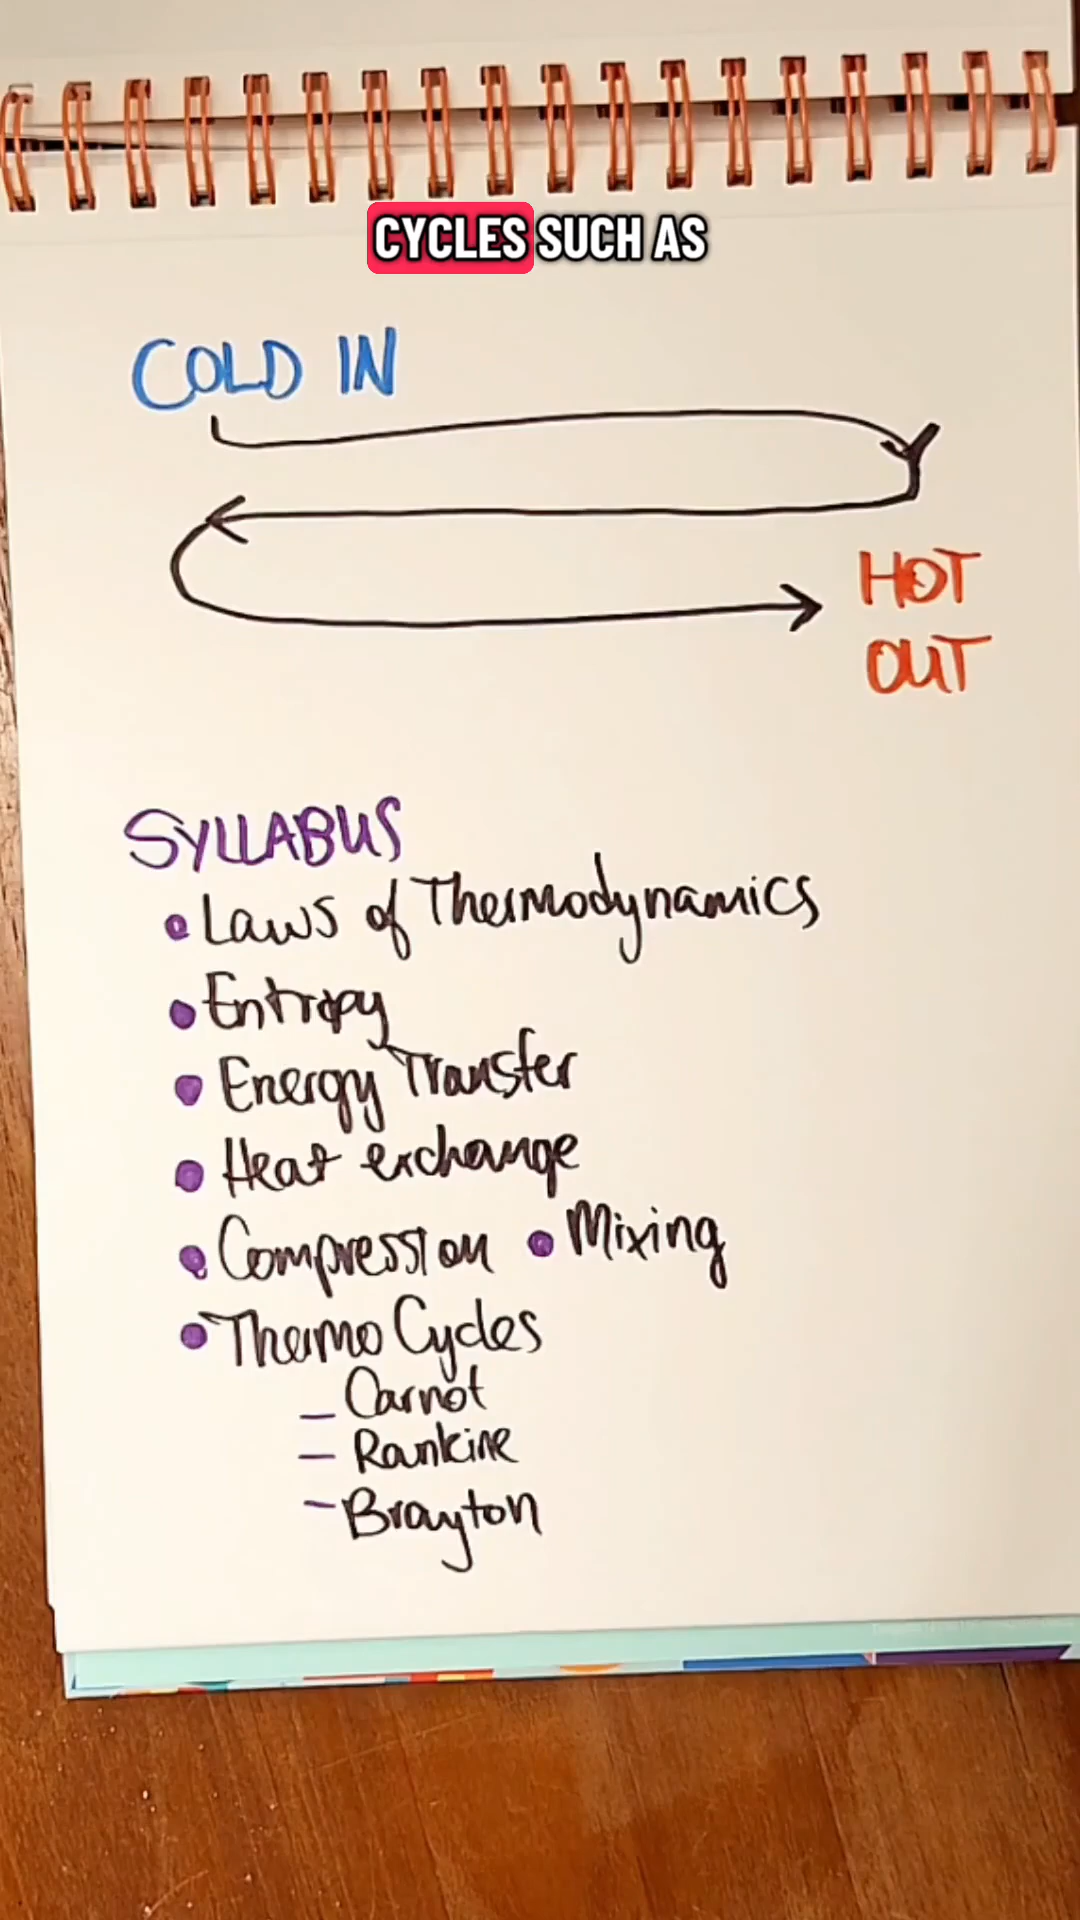 CYCLES SUCH AS
COLD IN
HOT
OUT
SYLLABUS
• Laws of Thermodynamics
• Entropy
• Energy Transfer
• Heat exchange
• Compression • Mixing
• Thermo Cycles
– Carnot
– Rankine
– Brayton